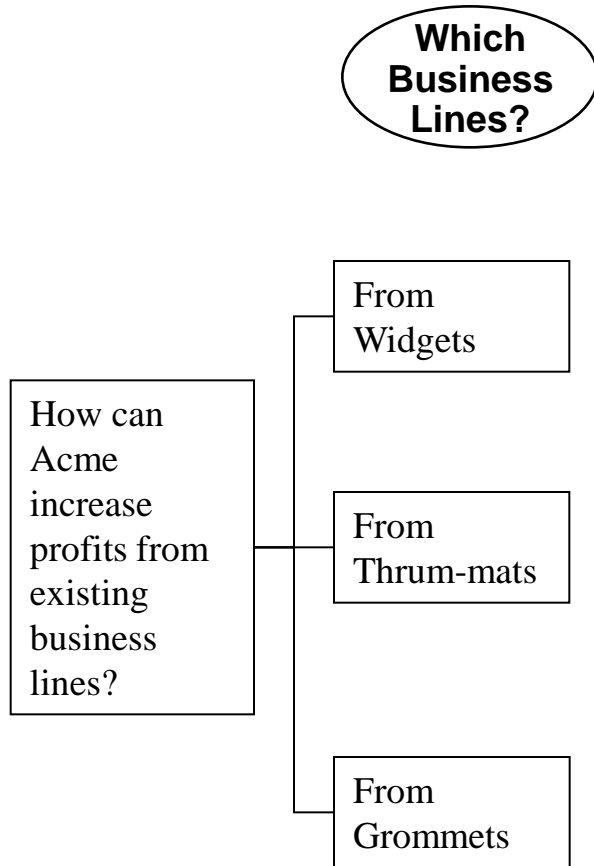 Which
Business
Lines?
From
Widgets
How can
Acme
increase
profits from
existing
business
lines?
From
Thrum-mats
From
Grommets